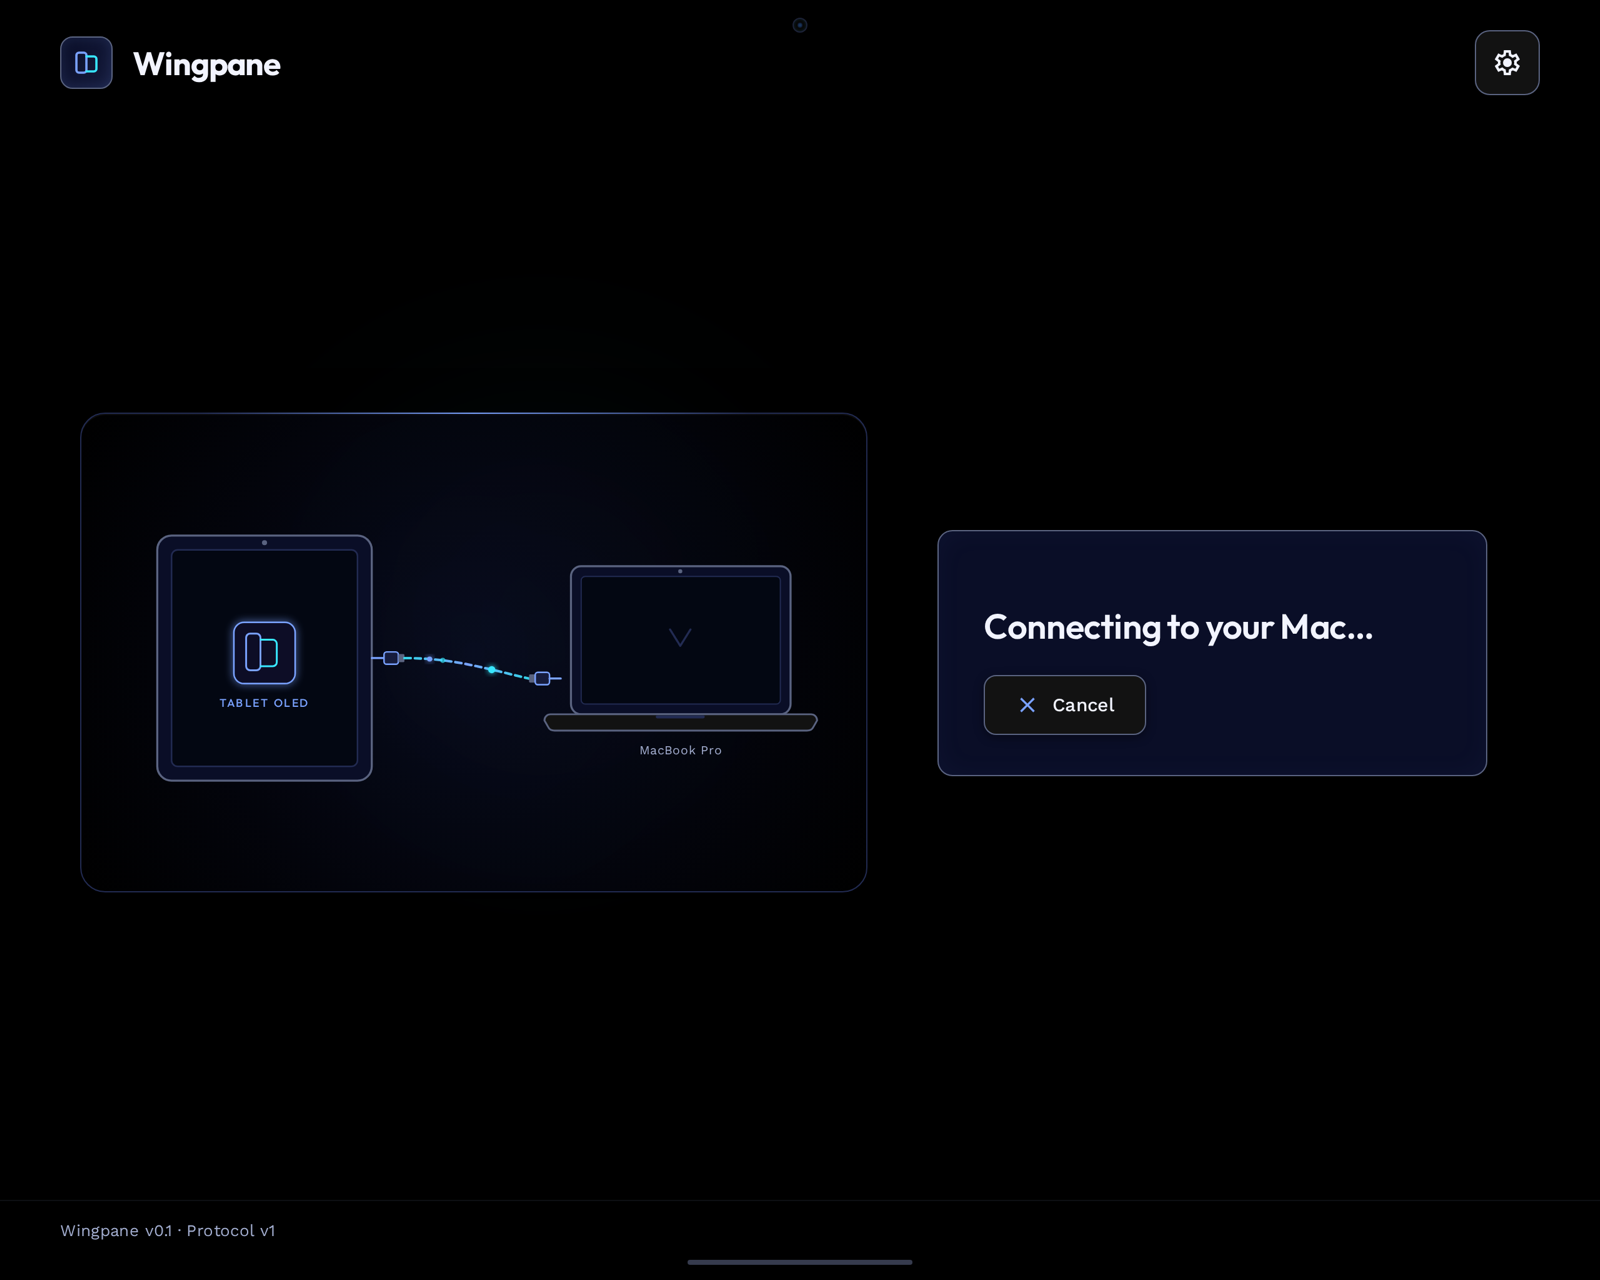 Wingpane
TABLET OLED
MacBook Pro
Connecting to your Mac...
Cancel
Wingpane v0.1 · Protocol v1